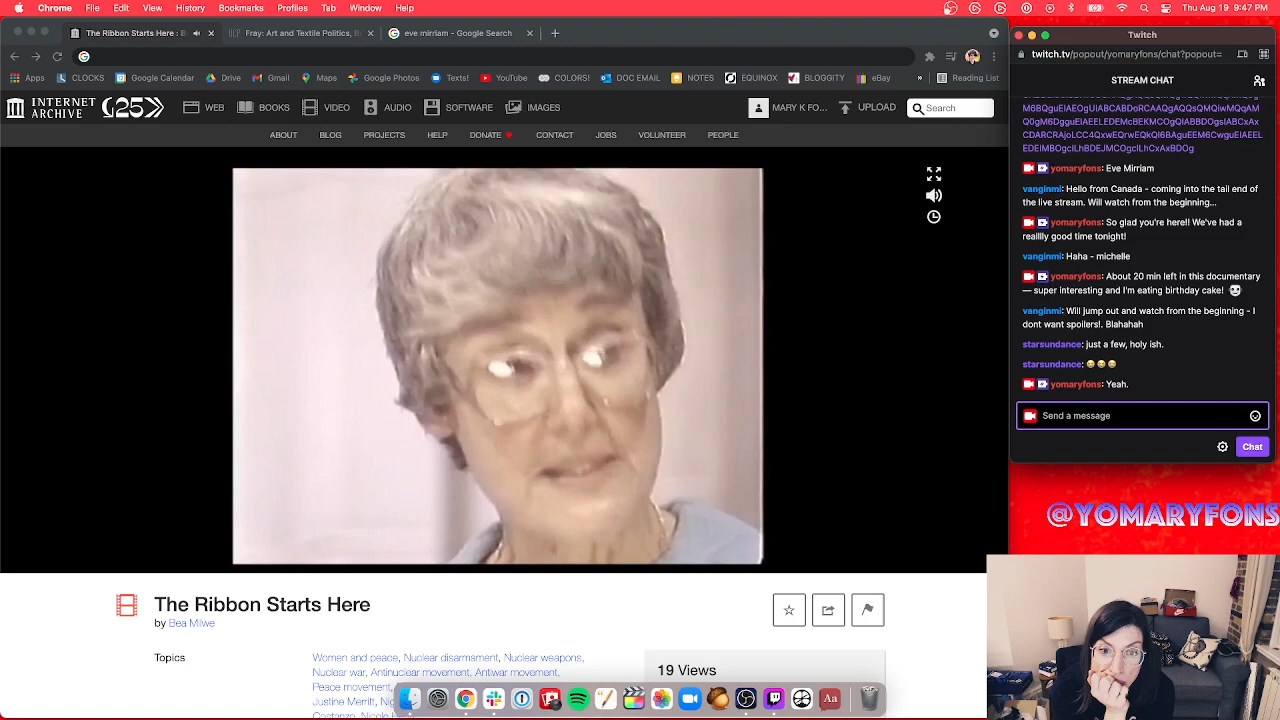 Chrome File Edit View History Bookmarks Profiles Tab Window Help
Thu Aug 19 9:47 PM
The Ribbon Starts Here : B
Fray: Art and Textile Politics, B
eve mirriam - Google Search
Apps CLOCKS Google Calendar Drive Gmail Maps Google Photos Texts! YouTube COLORS! DOC EMAIL NOTES EQUINOX BLOGGITY eBay » Reading List
INTERNET ARCHIVE 25 WEB BOOKS VIDEO AUDIO SOFTWARE IMAGES MARY K FO... UPLOAD Search
ABOUT BLOG PROJECTS HELP DONATE CONTACT JOBS VOLUNTEER PEOPLE
The Ribbon Starts Here
by Bea Milwe
Topics
Women and peace, Nuclear disarmament, Nuclear weapons,
Nuclear war, Antinuclear movement, Antiwar movement,
Peace movement,
Justine Merritt,
19 Views
Twitch
twitch.tv/popout/yomaryfons/chat?popout=
STREAM CHAT
yomaryfons: Eve Mirriam
vanginmi: Hello from Canada - coming into the tail end of
the live stream. Will watch from the beginning...
yomaryfons: So glad you're here!! We've had a
reallly good time tonight!
vanginmi: Haha - michelle
yomaryfons: About 20 min left in this documentary
— super interesting and I'm eating birthday cake!
vanginmi: Will jump out and watch from the beginning - I
dont want spoilers!. Blahahah
starsundance: just a few, holy ish.
starsundance: 😂😂😂
yomaryfons: Yeah.
Send a message
Chat
@YOMARYFONS